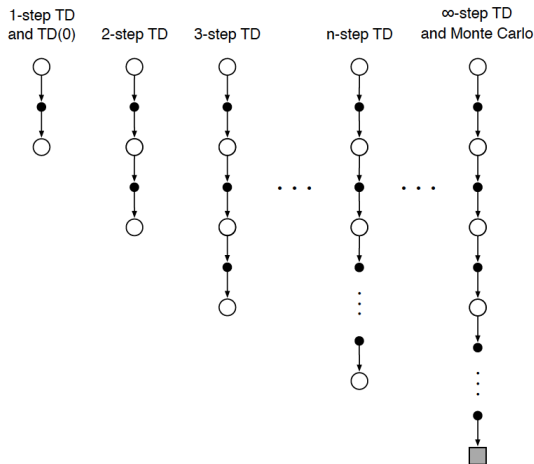 1-step TD
and TD(0)
2-step TD
3-step TD
n-step TD
∞-step TD
and Monte Carlo